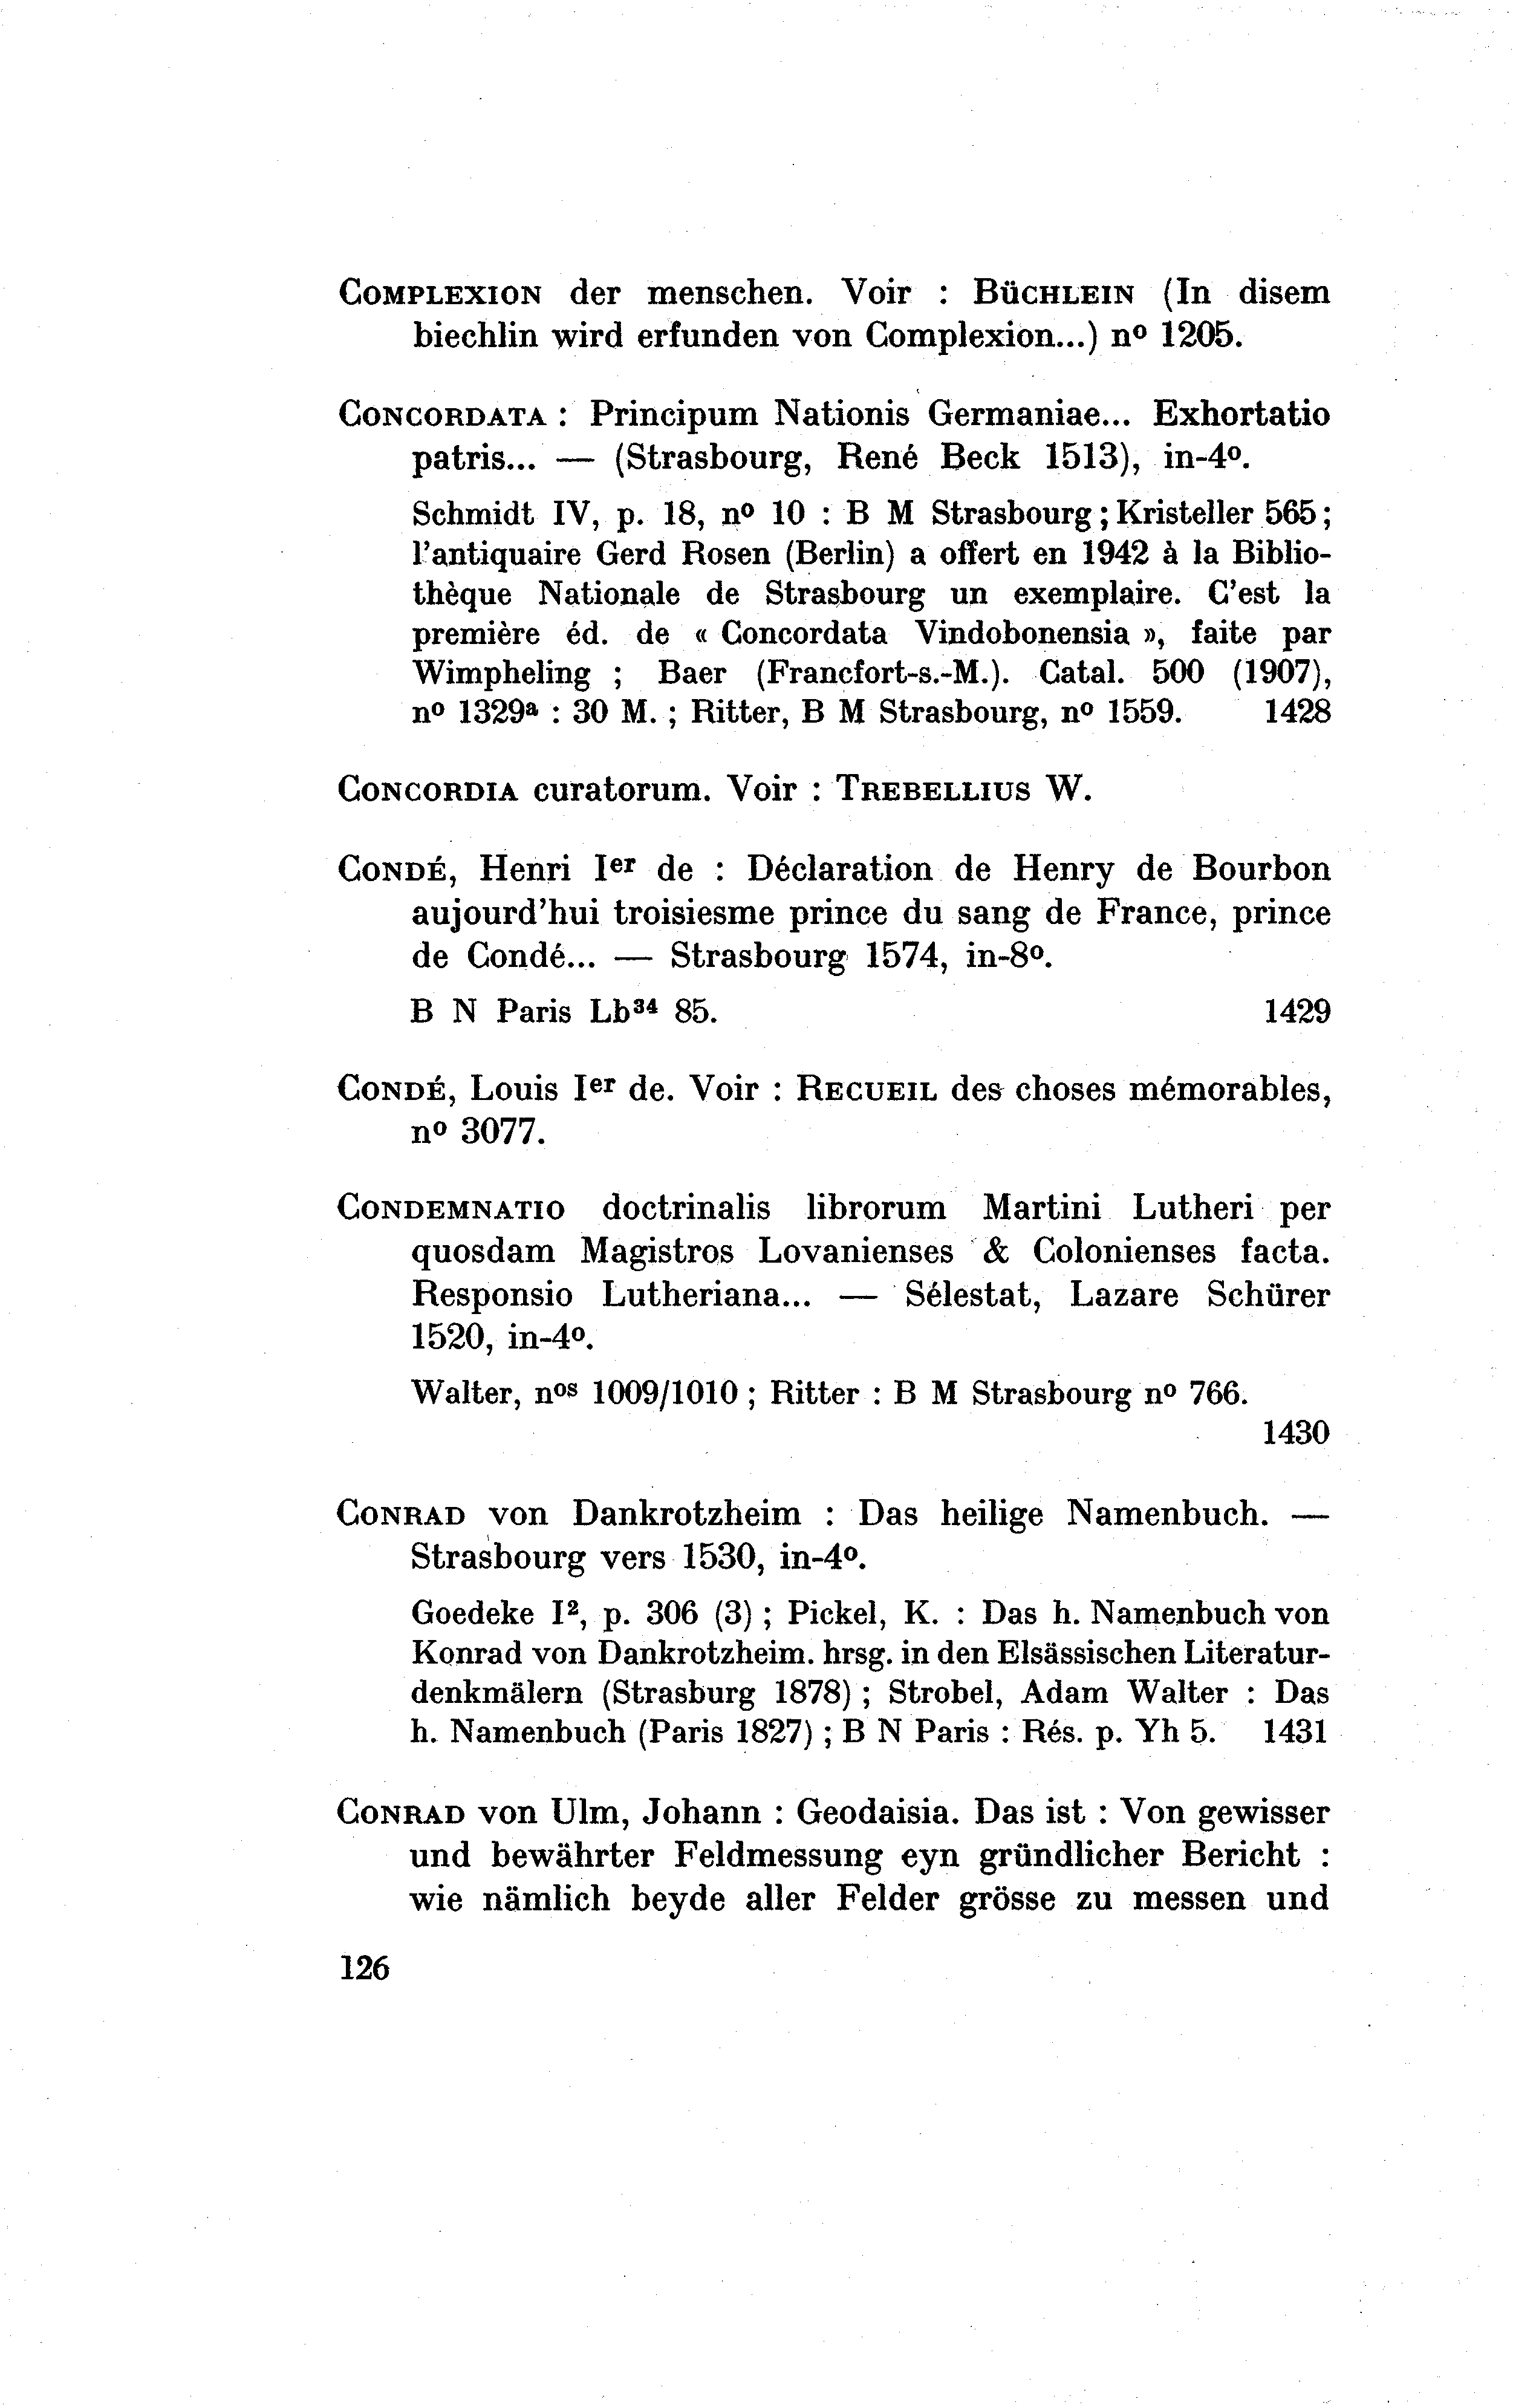 COMPLEXION der menschen. Voir : BÜCHLEIN (In disem
biechlin wird erfunden von Complexion...) nº 1205.
CONCORDATA : Principum Nationis Germaniae... Exhortatio
patris... — (Strasbourg, René Beck 1513), in-4º.
Schmidt IV, p. 18, nº 10 : B M Strasbourg ; Kristeller 565 ;
l'antiquaire Gerd Rosen (Berlin) a offert en 1942 à la Biblio-
thèque Nationale de Strasbourg un exemplaire. C'est la
première éd. de « Concordata Vindobonensia », faite par
Wimpheling ; Baer (Francfort-s.-M.). Catal. 500 (1907),
nº 1329ª : 30 M. ; Ritter, B M Strasbourg, nº 1559. 1428
CONCORDIA curatorum. Voir : TREBELLIUS W.
CONDÉ, Henri Iᵉʳ de : Déclaration de Henry de Bourbon
aujourd'hui troisiesme prince du sang de France, prince
de Condé... — Strasbourg 1574, in-8º.
B N Paris Lb³⁴ 85. 1429
CONDÉ, Louis Iᵉʳ de. Voir : RECUEIL des choses mémorables,
nº 3077.
CONDEMNATIO doctrinalis librorum Martini Lutheri per
quosdam Magistros Lovanienses & Colonienses facta.
Responsio Lutheriana... — Sélestat, Lazare Schürer
1520, in-4º.
Walter, nºˢ 1009/1010 ; Ritter : B M Strasbourg nº 766.
1430
CONRAD von Dankrotzheim : Das heilige Namenbuch. —
Strasbourg vers 1530, in-4º.
Goedeke I², p. 306 (3) ; Pickel, K. : Das h. Namenbuch von
Konrad von Dankrotzheim. hrsg. in den Elsässischen Literatur-
denkmälern (Strasburg 1878) ; Strobel, Adam Walter : Das
h. Namenbuch (Paris 1827) ; B N Paris : Rés. p. Yh 5. 1431
CONRAD von Ulm, Johann : Geodaisia. Das ist : Von gewisser
und bewährter Feldmessung eyn gründlicher Bericht :
wie nämlich beyde aller Felder grösse zu messen und
126